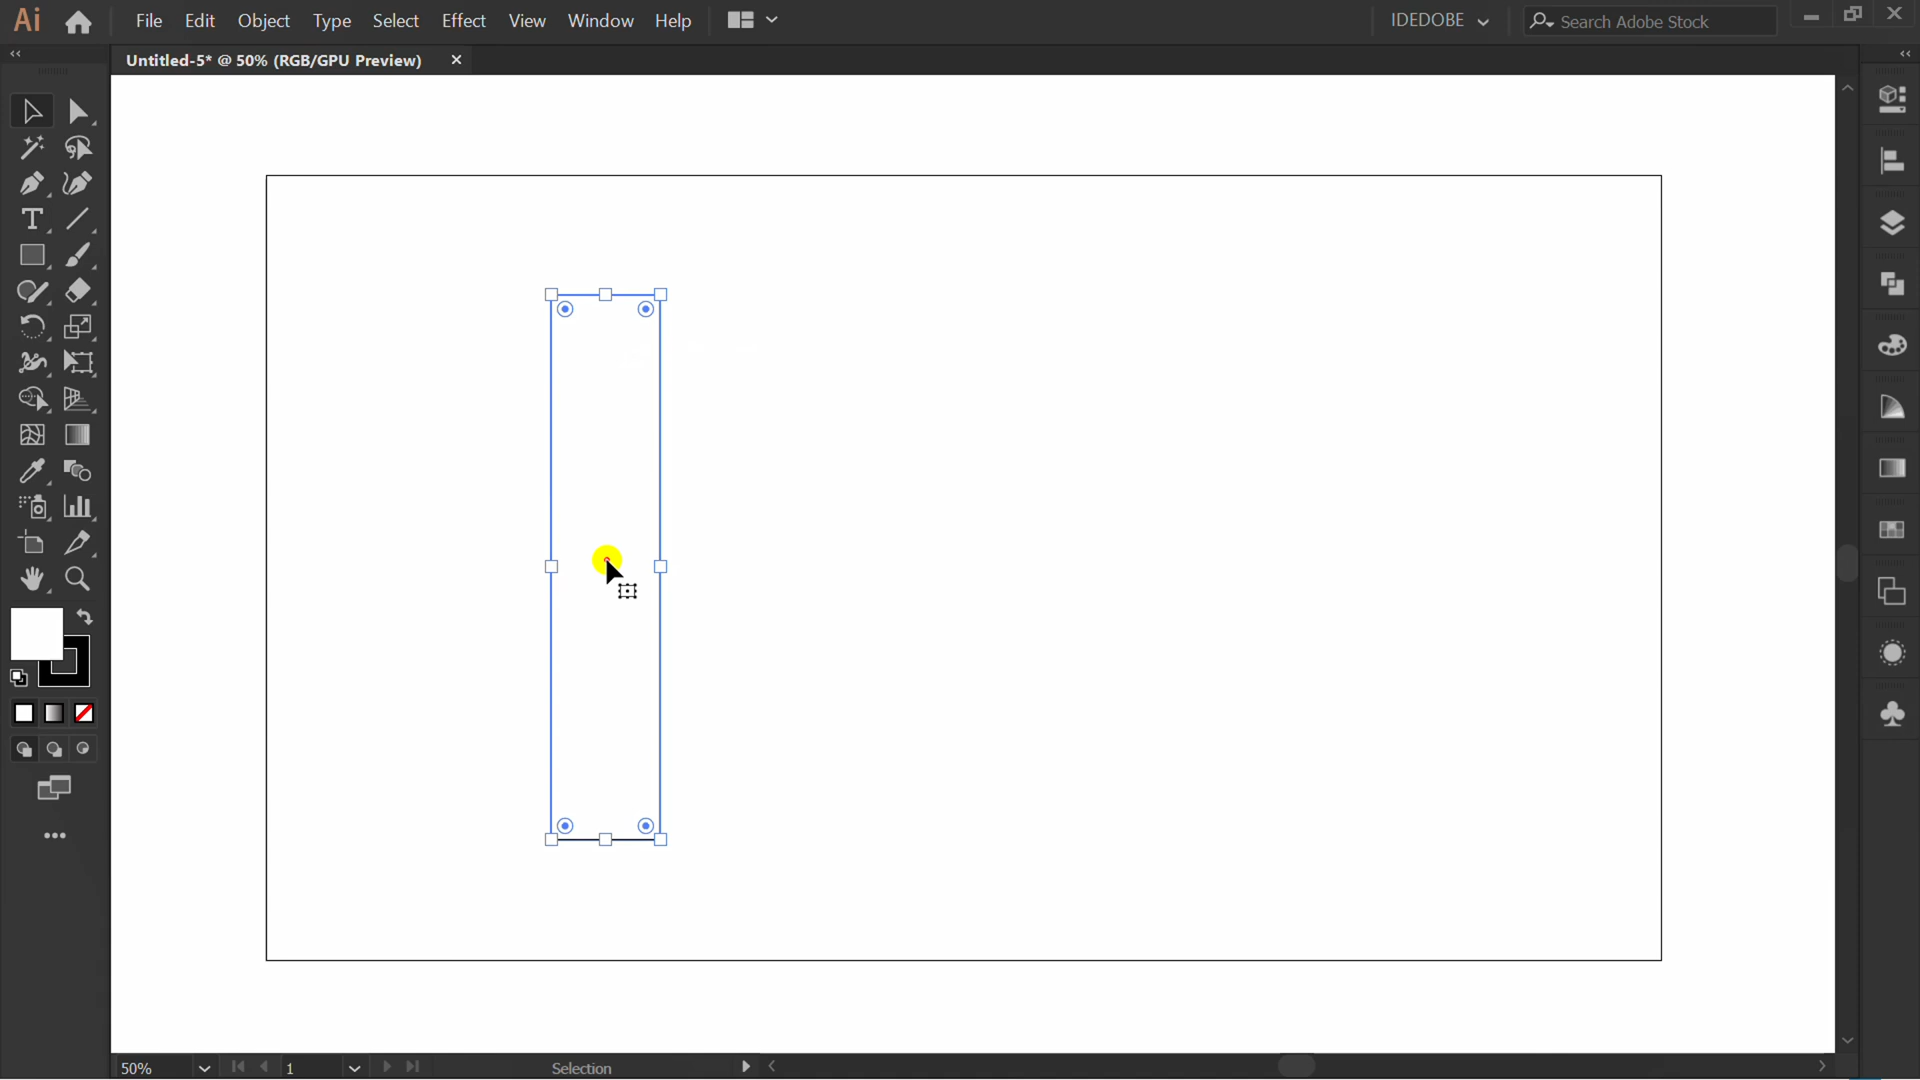 Ai File Edit Object Type Select Effect View Window Help IDEDOBE Search Adobe Stock
Untitled-5* @ 50% (RGB/GPU Preview)
50% 1 Selection